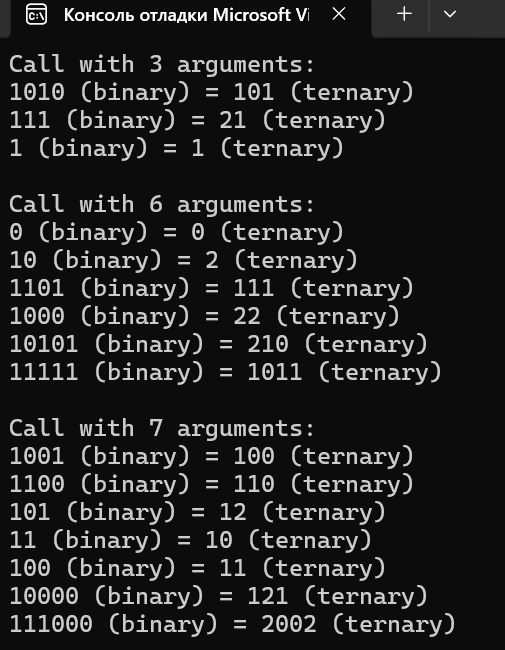 Консоль отладки Microsoft Vi
Call with 3 arguments:
1010 (binary) = 101 (ternary)
111 (binary) = 21 (ternary)
1 (binary) = 1 (ternary)
Call with 6 arguments:
0 (binary) = 0 (ternary)
10 (binary) = 2 (ternary)
1101 (binary) = 111 (ternary)
1000 (binary) = 22 (ternary)
10101 (binary) = 210 (ternary)
11111 (binary) = 1011 (ternary)
Call with 7 arguments:
1001 (binary) = 100 (ternary)
1100 (binary) = 110 (ternary)
101 (binary) = 12 (ternary)
11 (binary) = 10 (ternary)
100 (binary) = 11 (ternary)
10000 (binary) = 121 (ternary)
111000 (binary) = 2002 (ternary)